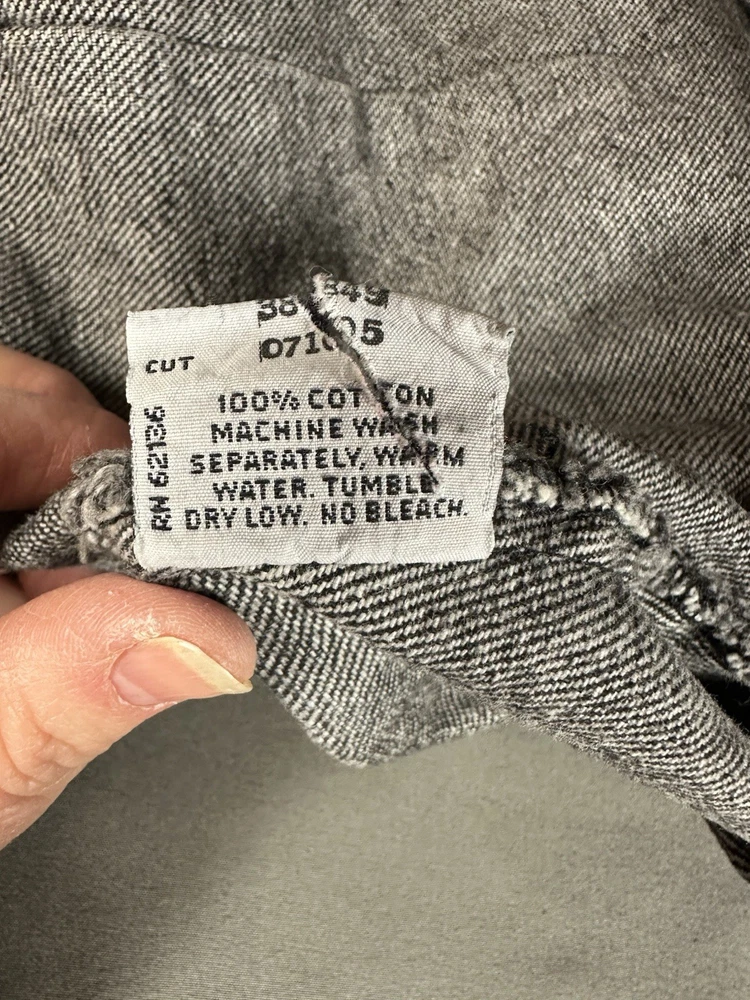 CUT
100% COTTON
MACHINE WASH
SEPARATELY, WARM
WATER. TUMBLE
DRY LOW. NO BLEACH.
RN 62136